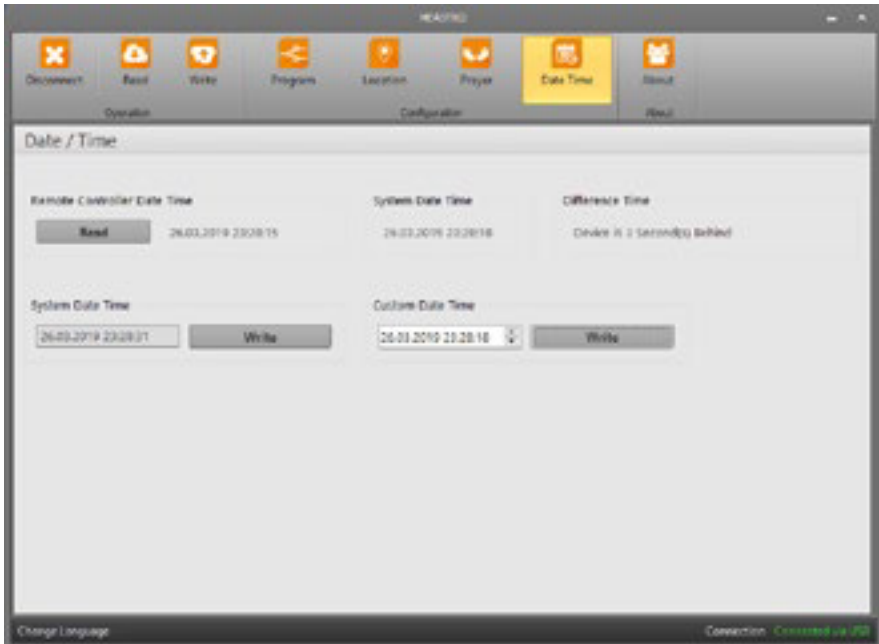 Disconnect Read Write Program Location Prayer Date Time About
Operation Configuration About
Date / Time
Remote Controller Date Time System Date Time Difference Time
Read 26.03.2019 23:28:15 26.03.2019 23:28:18 Device is 3 Second(s) Behind
System Date Time Custom Date Time
26.03.2019 23:28:31 Write 26.03.2019 23:28:18 Write
Change Language Connection Connected via USB